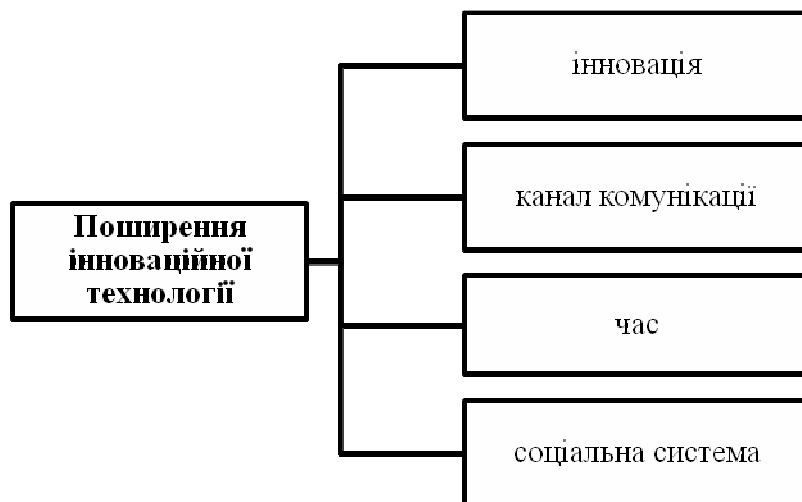 інновація
канал комунікації
Поширення
інноваційної
технології
час
соціальна система